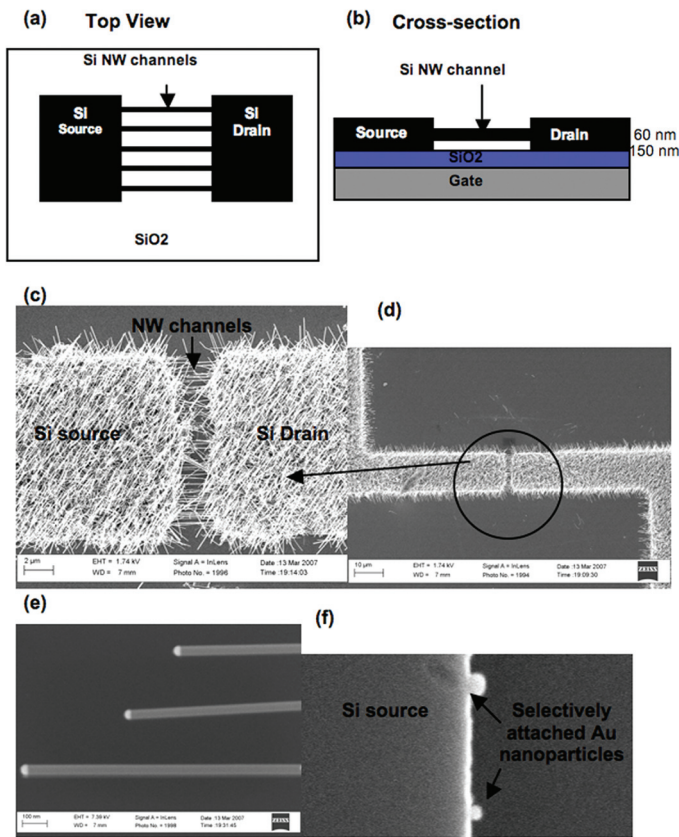 (a) Top View
Si NW channels
Si
Source
Si
Drain
SiO2
(b) Cross-section
Si NW channel
Source
Drain
60 nm
150 nm
SiO2
Gate
(c)
NW channels
Si source
Si Drain
2 µm
EHT = 1.74 kV
WD = 7 mm
Signal A = InLens
Photo No. = 1996
Date :13 Mar 2007
Time :19:14:03
(d)
10 µm
EHT = 1.74 kV
WD = 7 mm
Signal A = InLens
Photo No. = 1994
Date :13 Mar 2007
Time :19:09:30
ZEISS
(e)
100 nm
EHT = 7.39 kV
WD = 7 mm
Signal A = InLens
Photo No. = 1998
Date :13 Mar 2007
Time :19:31:45
ZEISS
(f)
Si source
Selectively
attached Au
nanoparticles